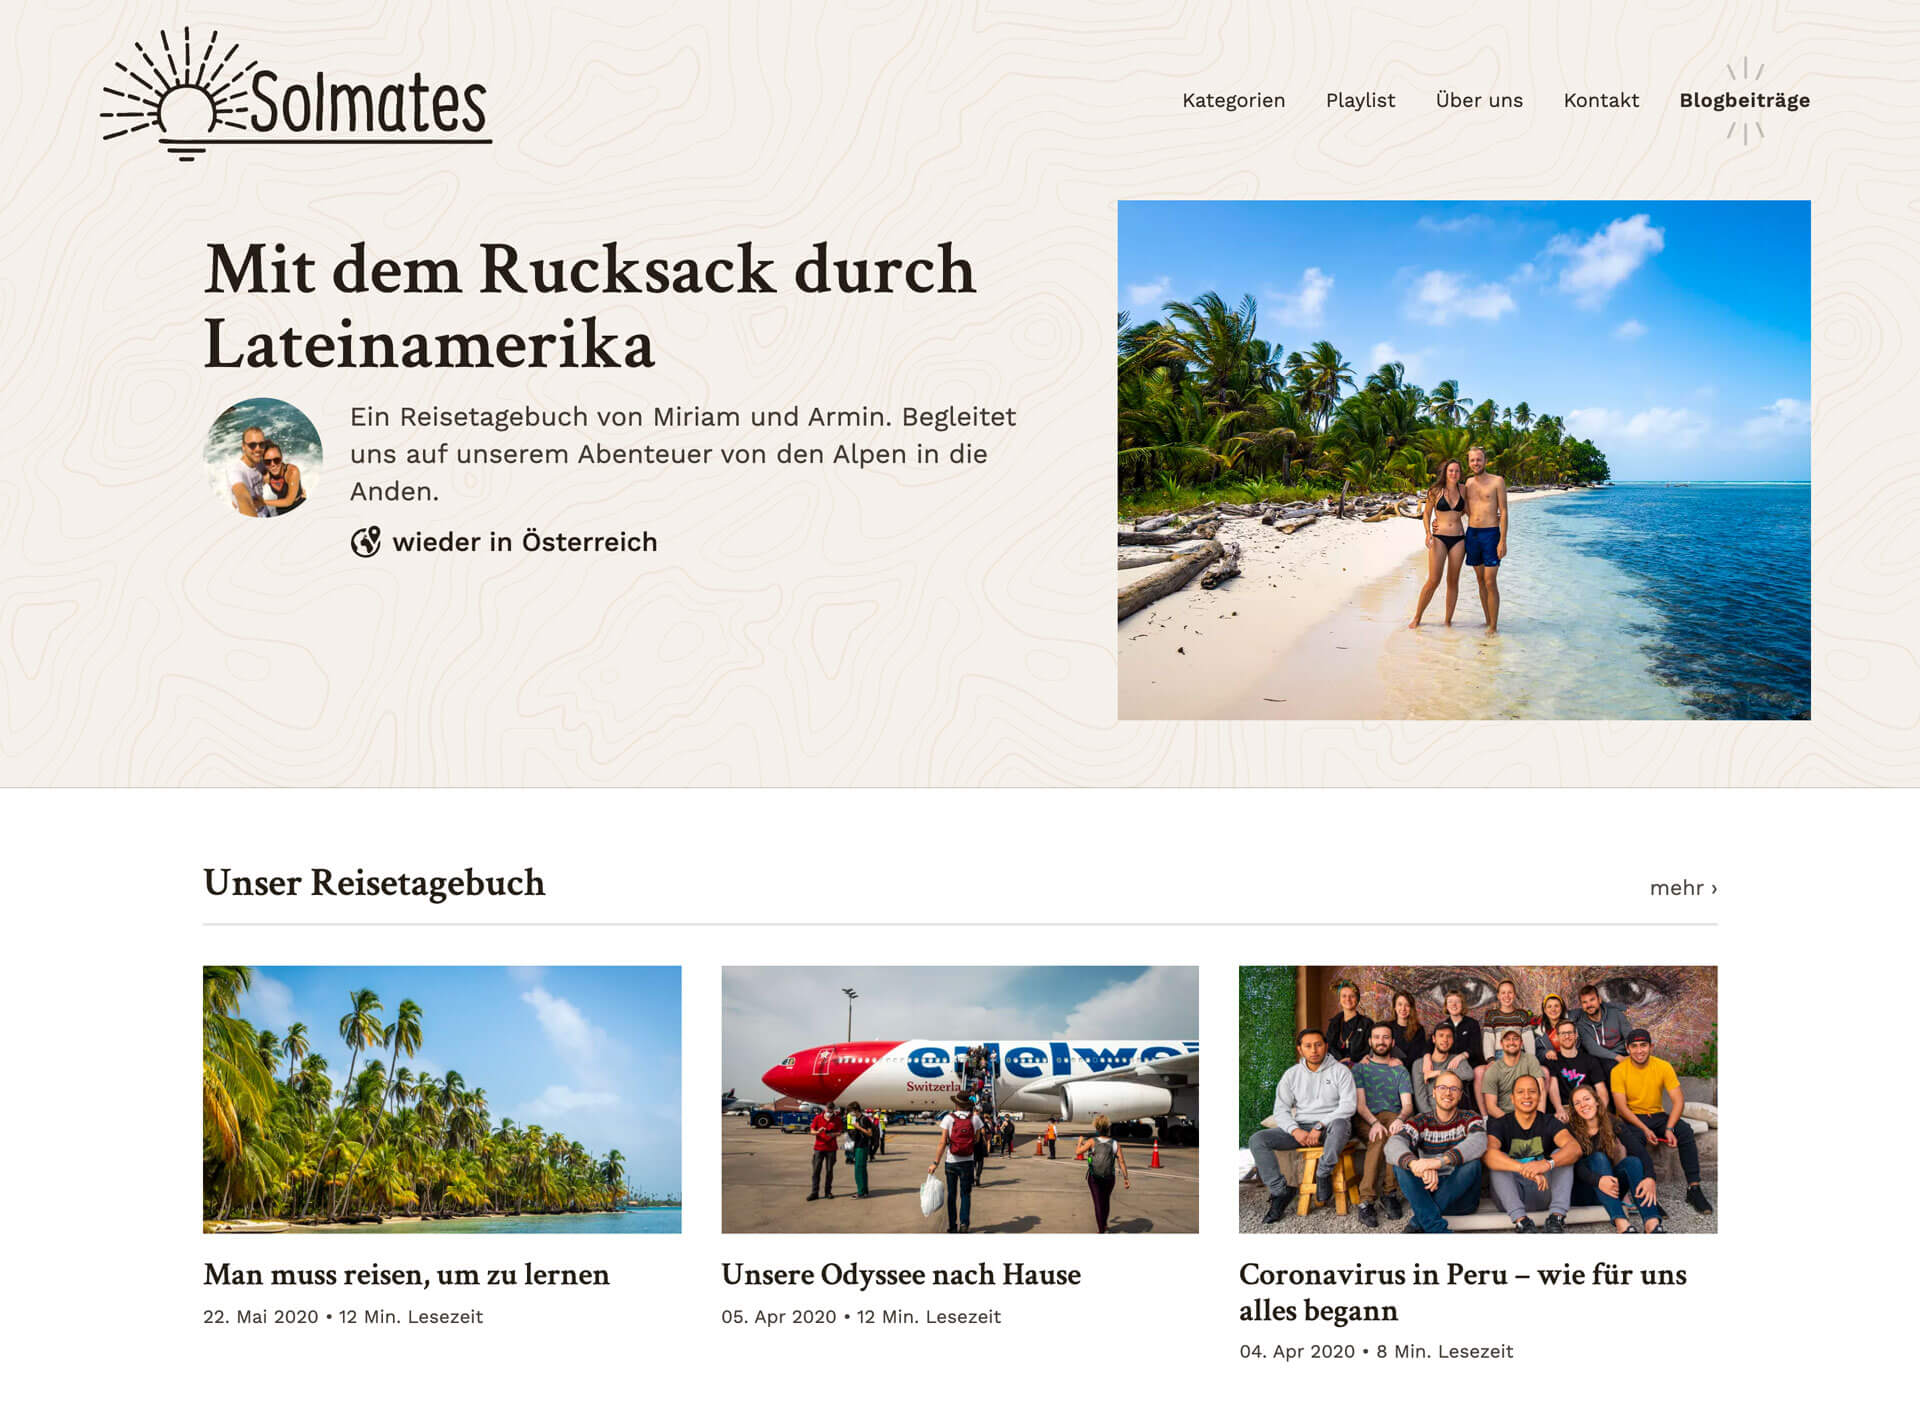 Solmates
Kategorien
Playlist
Über uns
Kontakt
Blogbeiträge
Mit dem Rucksack durch
Lateinamerika
Ein Reisetagebuch von Miriam und Armin. Begleitet
uns auf unserem Abenteuer von den Alpen in die
Anden.
wieder in Österreich
Unser Reisetagebuch
mehr ›
edelwe
Switzerla
Man muss reisen, um zu lernen
22. Mai 2020 • 12 Min. Lesezeit
Unsere Odyssee nach Hause
05. Apr 2020 • 12 Min. Lesezeit
Coronavirus in Peru – wie für uns
alles begann
04. Apr 2020 • 8 Min. Lesezeit